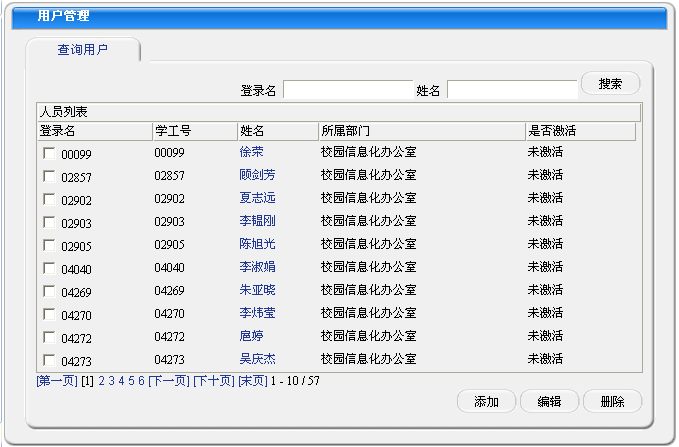 用户管理
查询用户
登录名 姓名 搜索
人员列表
登录名 学工号 姓名 所属部门 是否激活
00099 00099 徐荣 校园信息化办公室 未激活
02857 02857 顾剑芳 校园信息化办公室 未激活
02902 02902 夏志远 校园信息化办公室 未激活
02903 02903 李韫刚 校园信息化办公室 未激活
02905 02905 陈旭光 校园信息化办公室 未激活
04040 04040 李淑娟 校园信息化办公室 未激活
04269 04269 朱亚晓 校园信息化办公室 未激活
04270 04270 李炜莹 校园信息化办公室 未激活
04272 04272 扈婷 校园信息化办公室 未激活
04273 04273 吴庆杰 校园信息化办公室 未激活
[第一页] [1] 2 3 4 5 6 [下一页] [下十页] [末页] 1 - 10 / 57
添加 编辑 删除